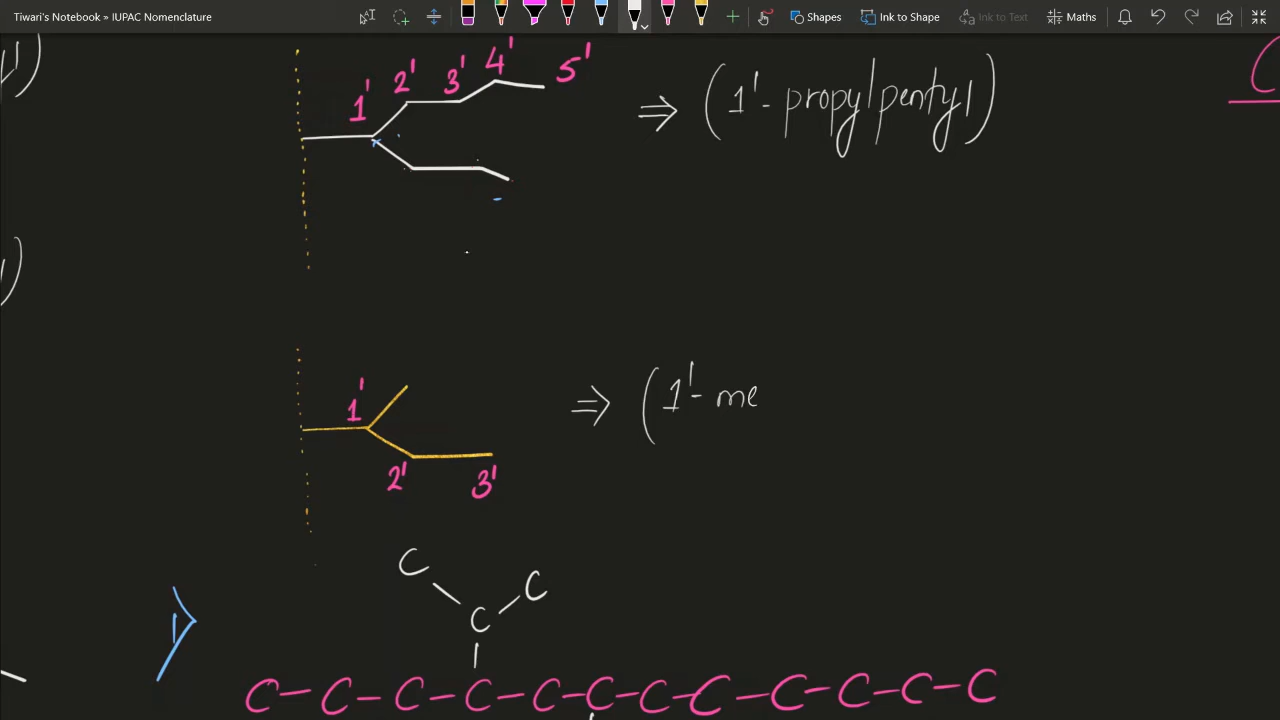 Tiwari's Notebook » IUPAC Nomenclature
Shapes
Ink to Shape
Ink to Text
Maths
1' 2' 3' 4' 5'
⇒ (1'- propylpentyl)
1'
2' 3'
⇒ (1'- me
C C
C
C-C-C-C-C-C-C-C-C-C-C-C